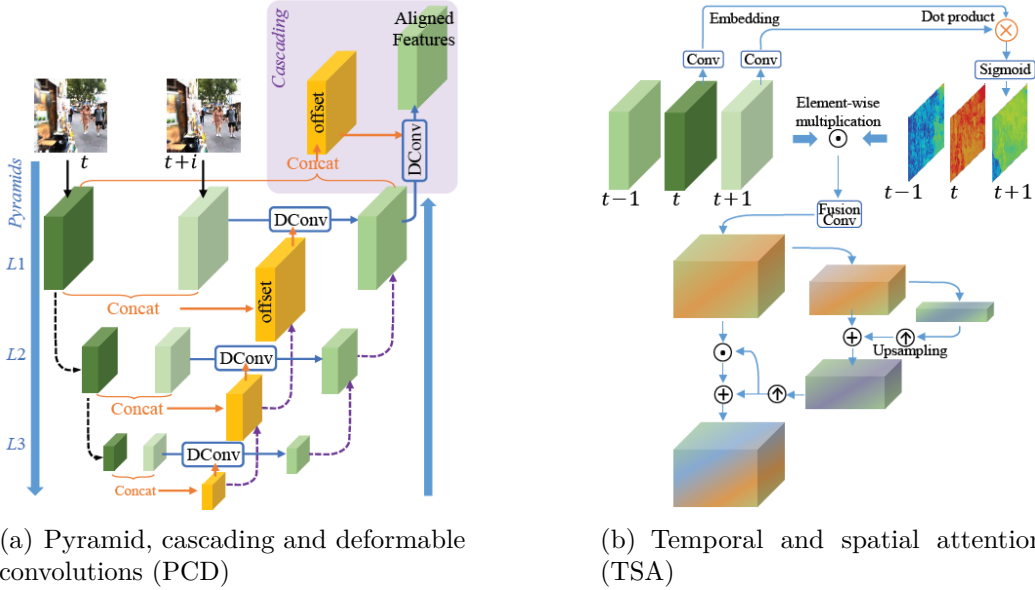 Cascading
Aligned
Features
offset
DConv
Concat
t
t+i
Pyramids
L1
DConv
Concat
offset
L2
DConv
Concat
L3
DConv
Concat
(a) Pyramid, cascading and deformable
convolutions (PCD)
Embedding
Dot product
Conv
Conv
Sigmoid
Element-wise
multiplication
t−1
t
t+1
t−1
t
t+1
Fusion
Conv
Upsampling
(b) Temporal and spatial attention
(TSA)